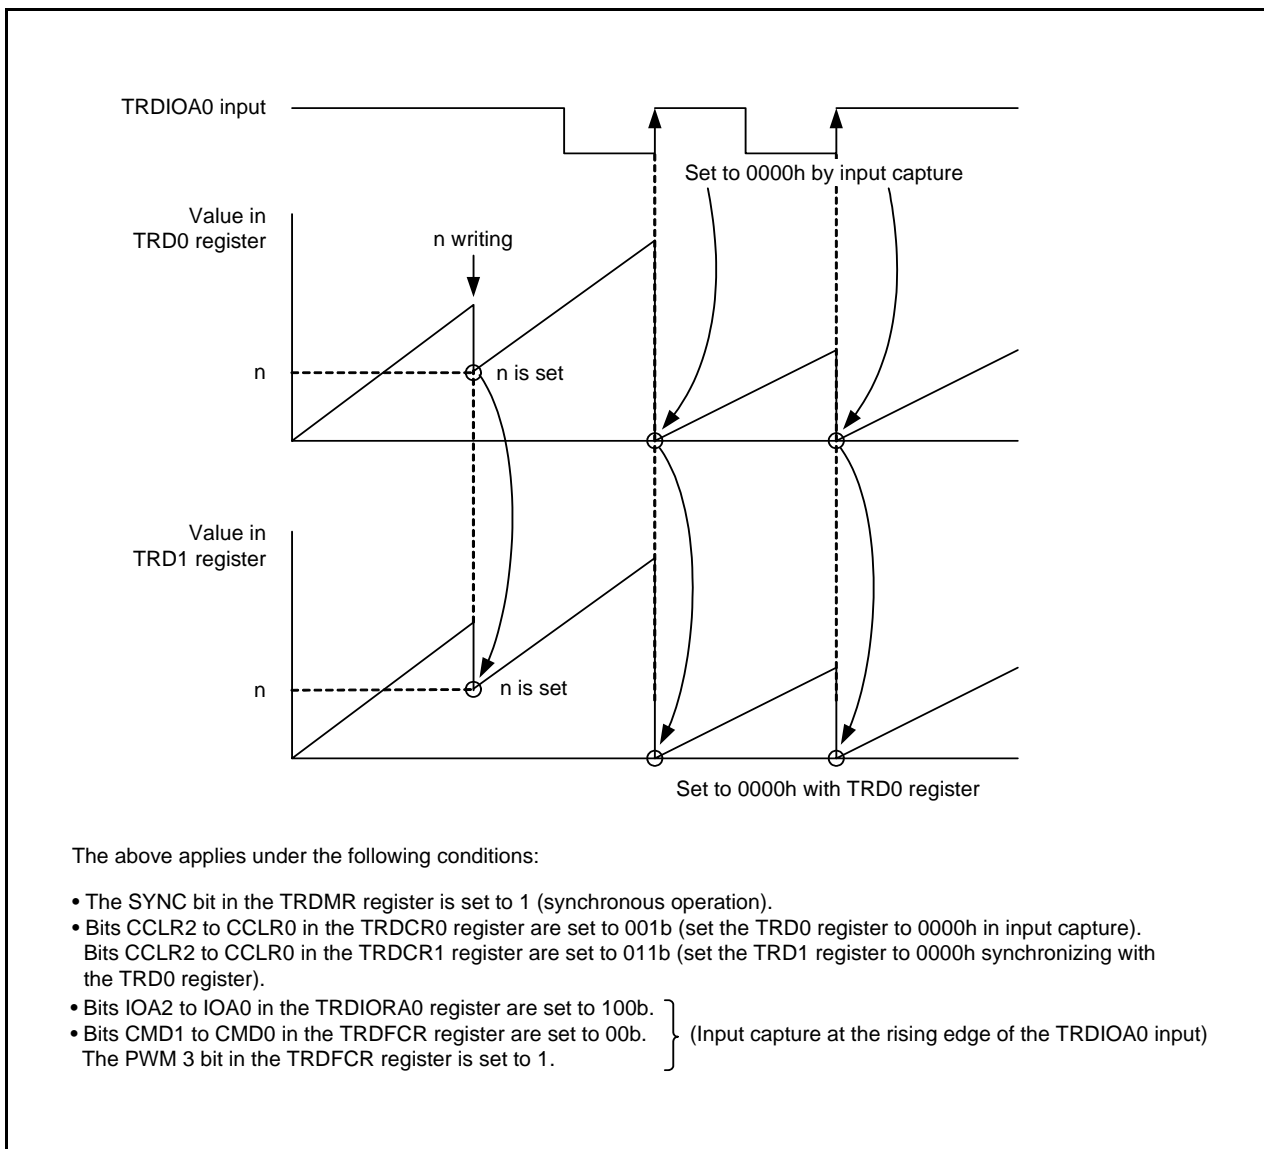 TRDIOA0 input
Set to 0000h by input capture
Value in
TRD0 register
n writing
n
n is set
Value in
TRD1 register
n
n is set
Set to 0000h with TRD0 register
The above applies under the following conditions:
• The SYNC bit in the TRDMR register is set to 1 (synchronous operation).
• Bits CCLR2 to CCLR0 in the TRDCR0 register are set to 001b (set the TRD0 register to 0000h in input capture).
Bits CCLR2 to CCLR0 in the TRDCR1 register are set to 011b (set the TRD1 register to 0000h synchronizing with
the TRD0 register).
• Bits IOA2 to IOA0 in the TRDIORA0 register are set to 100b.
• Bits CMD1 to CMD0 in the TRDFCR register are set to 00b.
The PWM 3 bit in the TRDFCR register is set to 1.
(Input capture at the rising edge of the TRDIOA0 input)